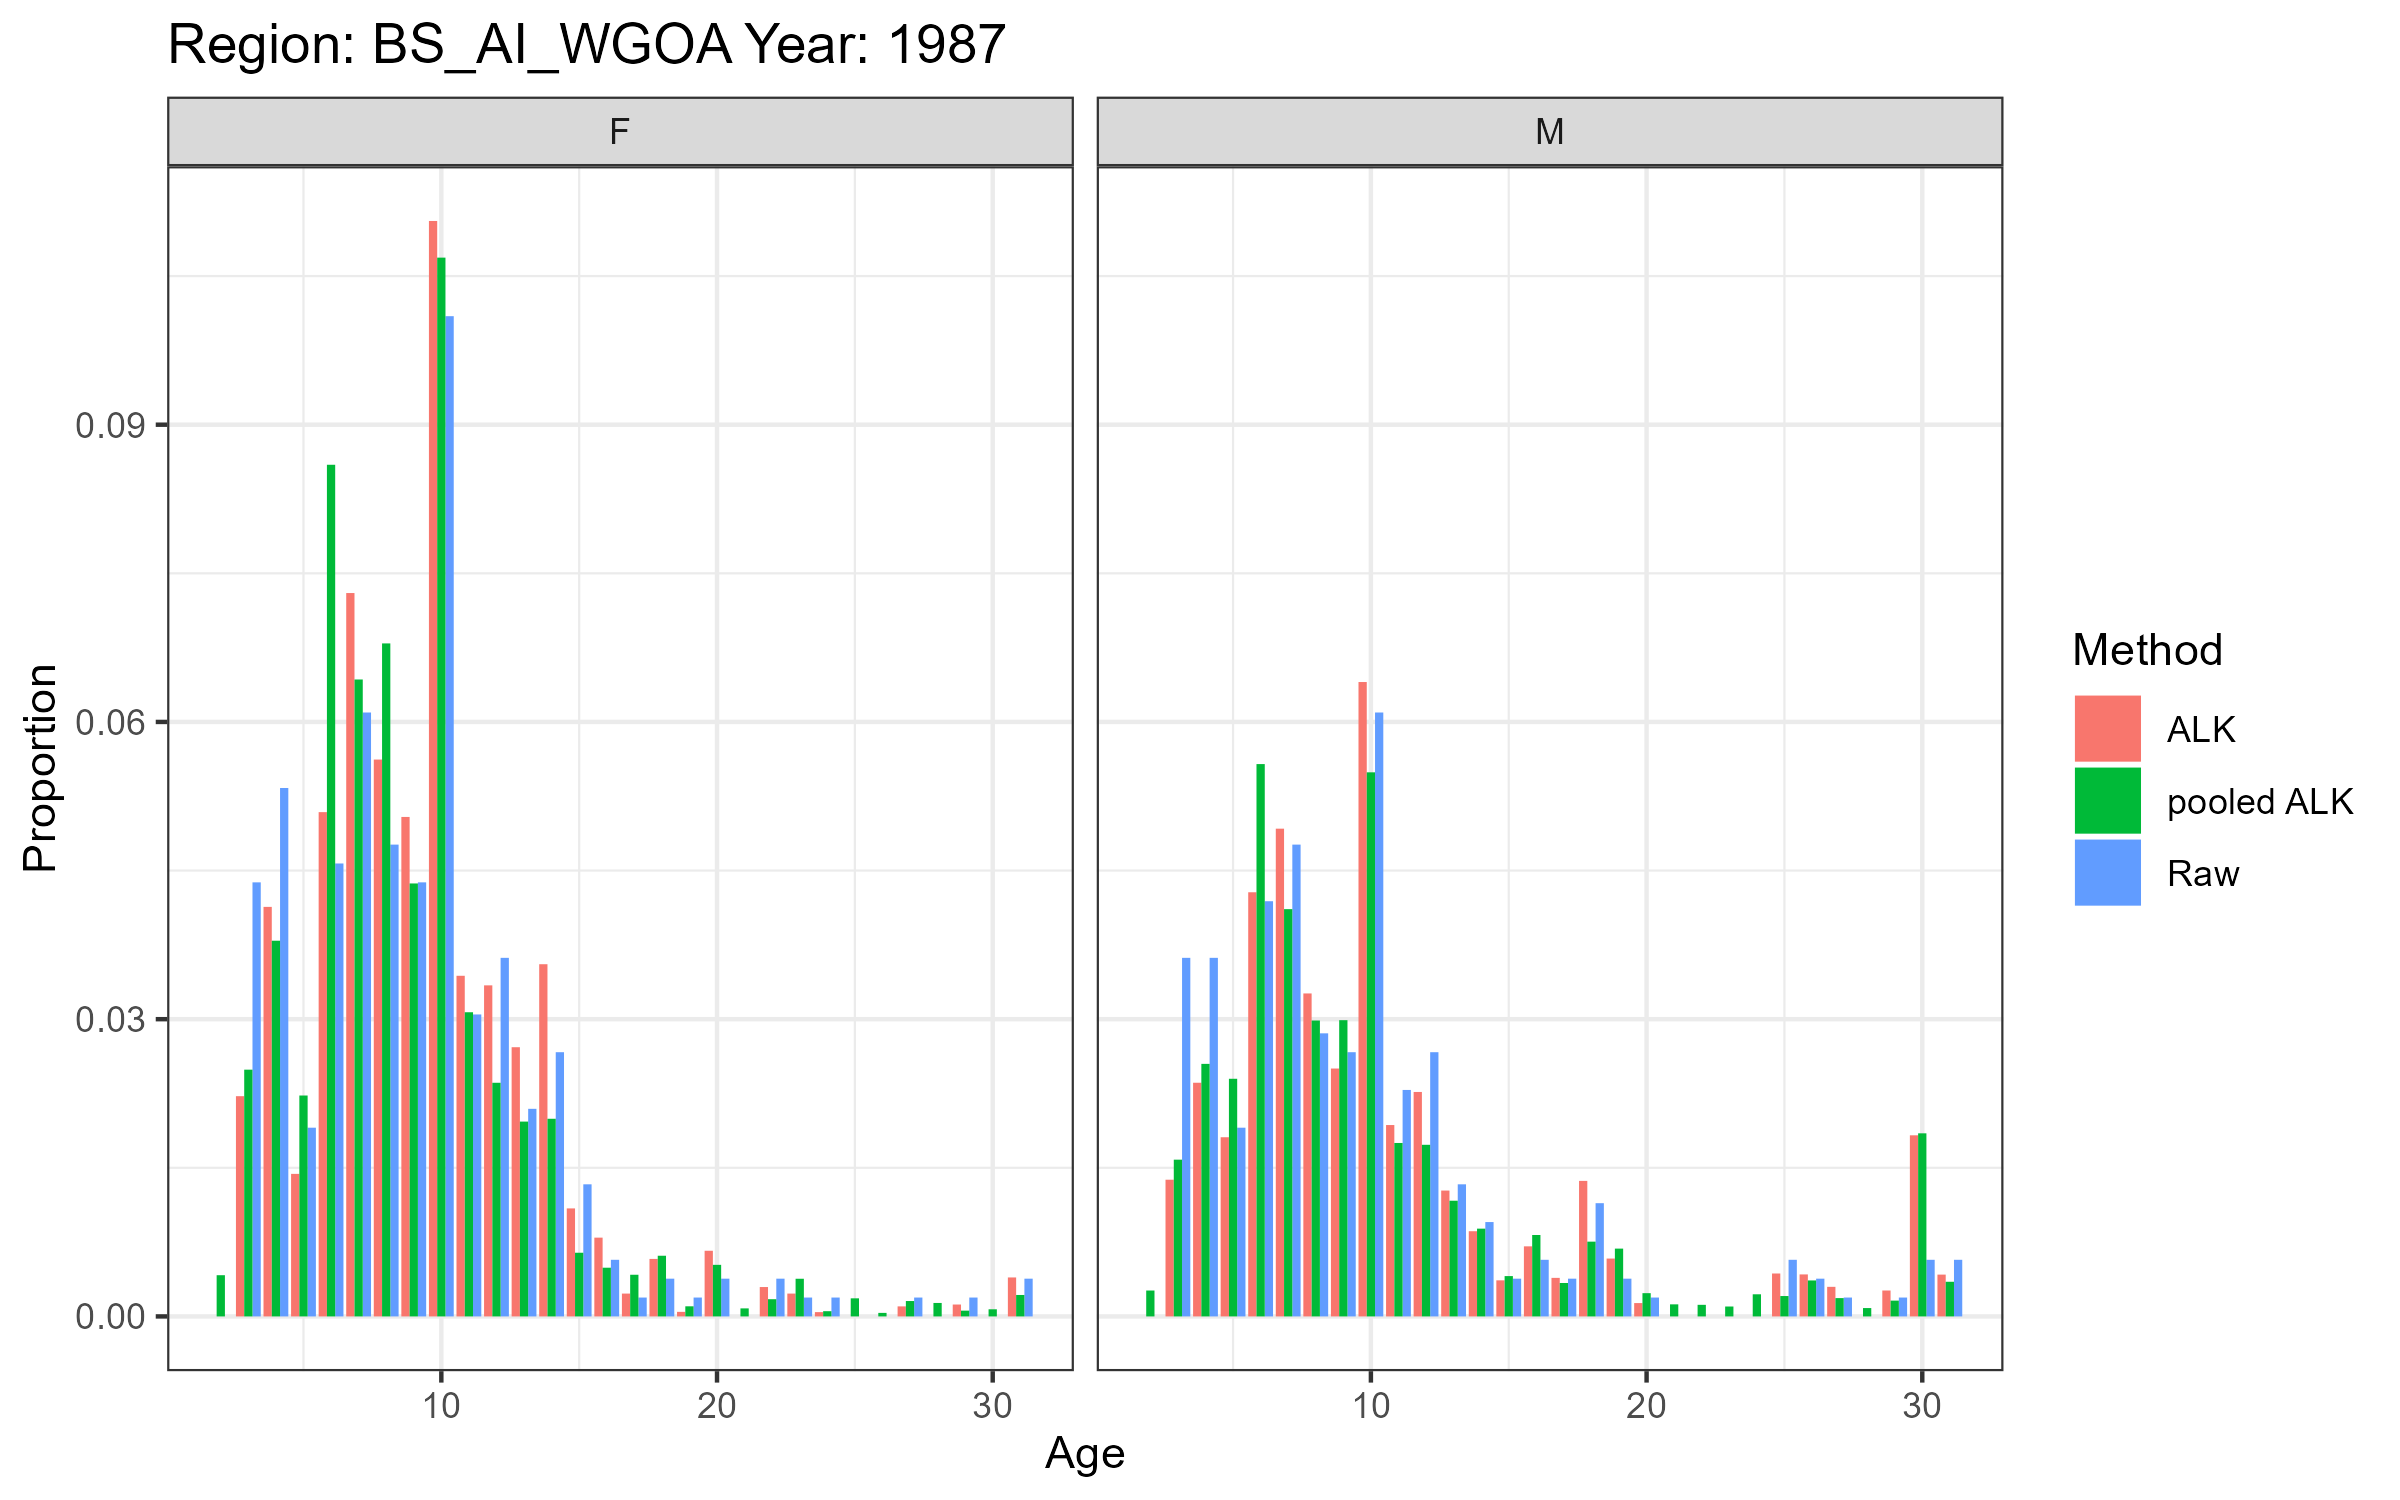 Region: BS_AI_WGOA Year: 1987
F
M
0.09
0.06
0.03
0.00
Proportion
10
20
30
10
20
30
Age
Method
ALK
pooled ALK
Raw